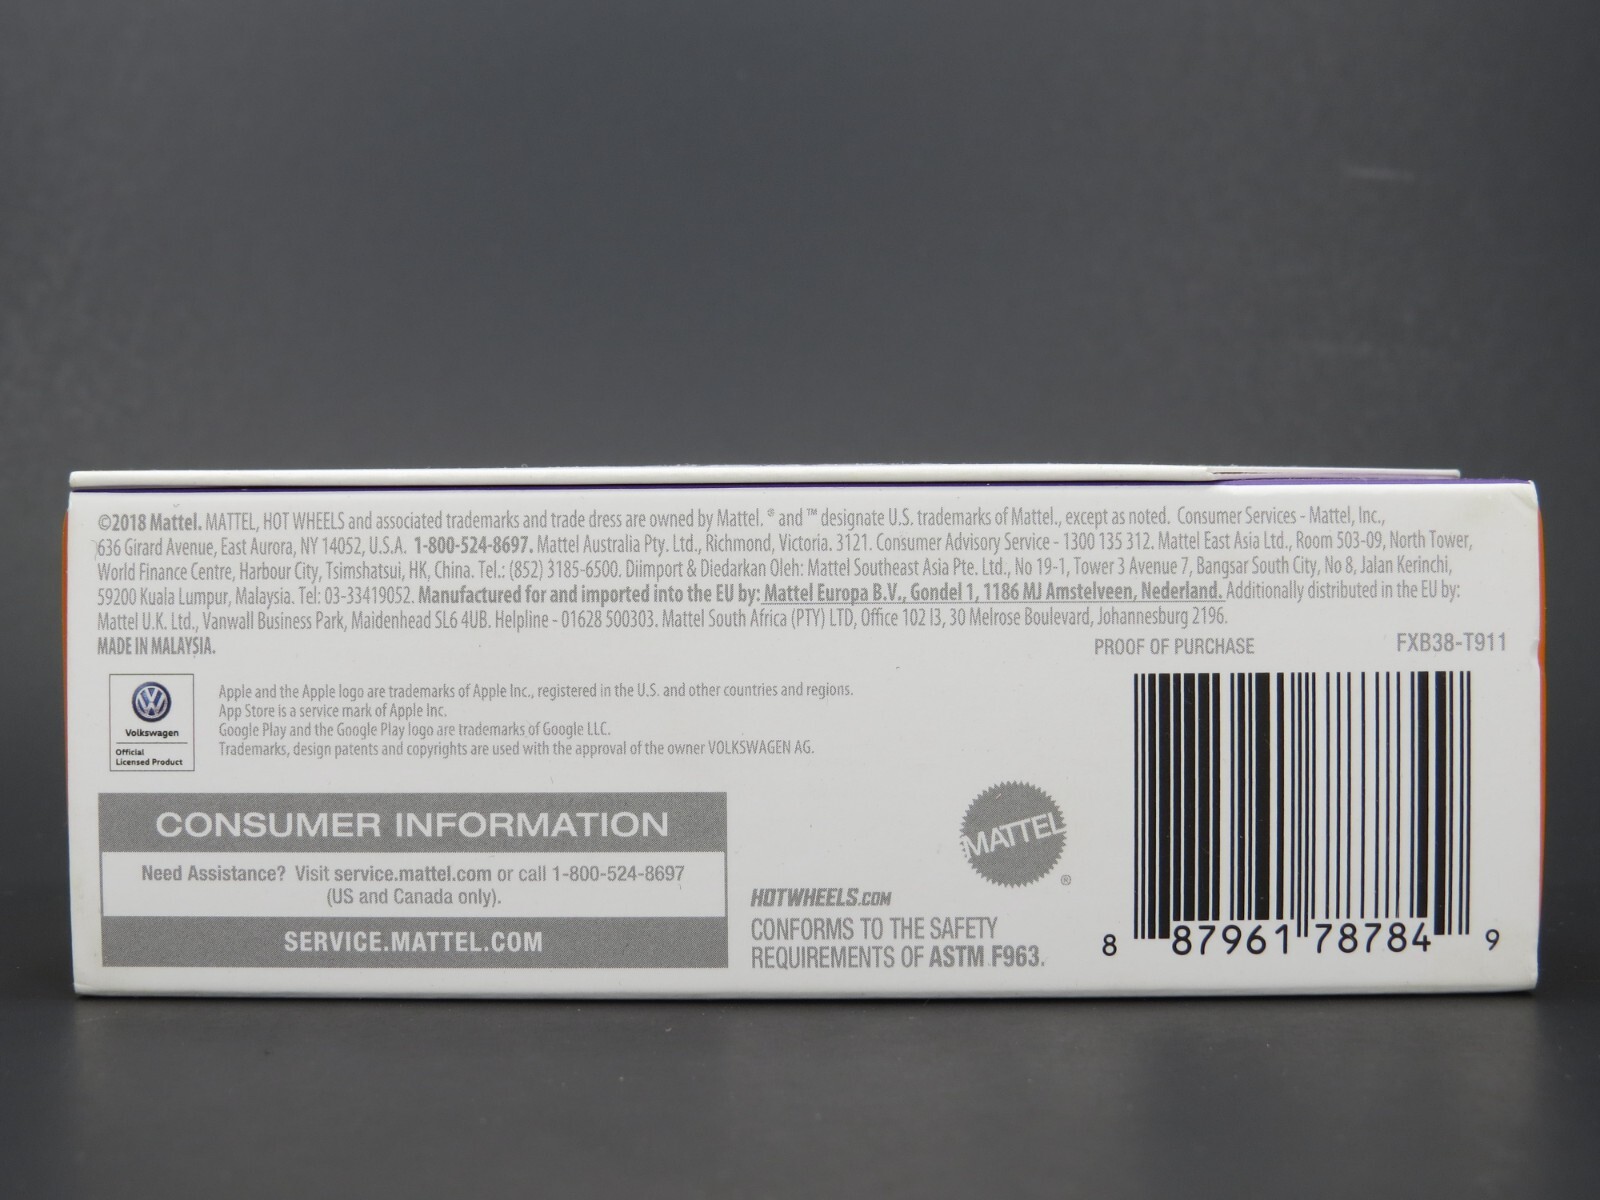 ©2018 Mattel. MATTEL, HOT WHEELS and associated trademarks and trade dress are owned by Mattel. ® and ™ designate U.S. trademarks of Mattel., except as noted. Consumer Services - Mattel, Inc.,
636 Girard Avenue, East Aurora, NY 14052, U.S.A. 1-800-524-8697. Mattel Australia Pty. Ltd., Richmond, Victoria. 3121. Consumer Advisory Service - 1300 135 312. Mattel East Asia Ltd., Room 503-09, North Tower,
World Finance Centre, Harbour City, Tsimshatsui, HK, China. Tel.: (852) 3185-6500. Diimport & Diedarkan Oleh: Mattel Southeast Asia Pte. Ltd., No 19-1, Tower 3 Avenue 7, Bangsar South City, No 8, Jalan Kerinchi,
59200 Kuala Lumpur, Malaysia. Tel: 03-33419052. Manufactured for and imported into the EU by: Mattel Europa B.V., Gondel 1, 1186 MJ Amstelveen, Nederland. Additionally distributed in the EU by:
Mattel U.K. Ltd., Vanwall Business Park, Maidenhead SL6 4UB. Helpline - 01628 500303. Mattel South Africa (PTY) LTD, Office 102 I3, 30 Melrose Boulevard, Johannesburg 2196.
MADE IN MALAYSIA.
PROOF OF PURCHASE
FXB38-T911
Volkswagen
Official
Licensed Product
Apple and the Apple logo are trademarks of Apple Inc., registered in the U.S. and other countries and regions.
App Store is a service mark of Apple Inc.
Google Play and the Google Play logo are trademarks of Google LLC.
Trademarks, design patents and copyrights are used with the approval of the owner VOLKSWAGEN AG.
CONSUMER INFORMATION
Need Assistance? Visit service.mattel.com or call 1-800-524-8697
(US and Canada only).
SERVICE.MATTEL.COM
MATTEL ®
HOTWHEELS.COM
CONFORMS TO THE SAFETY
REQUIREMENTS OF ASTM F963.
8 87961 78784 9